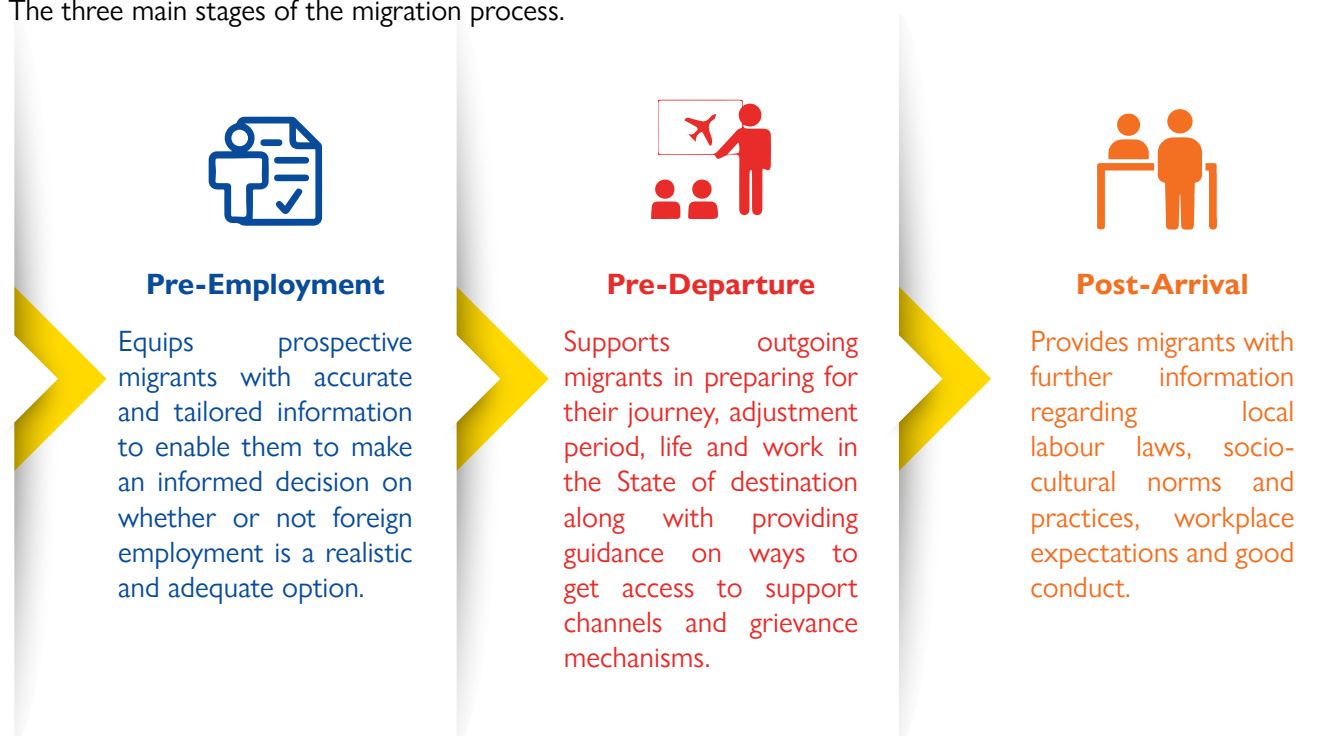 The three main stages of the migration process.
Pre-Employment
Equips prospective
migrants with accurate
and tailored information
to enable them to make
an informed decision on
whether or not foreign
employment is a realistic
and adequate option.
Pre-Departure
Supports outgoing
migrants in preparing for
their journey, adjustment
period, life and work in
the State of destination
along with providing
guidance on ways to
get access to support
channels and grievance
mechanisms.
Post-Arrival
Provides migrants with
further information
regarding local
labour laws, socio-
cultural norms and
practices, workplace
expectations and good
conduct.